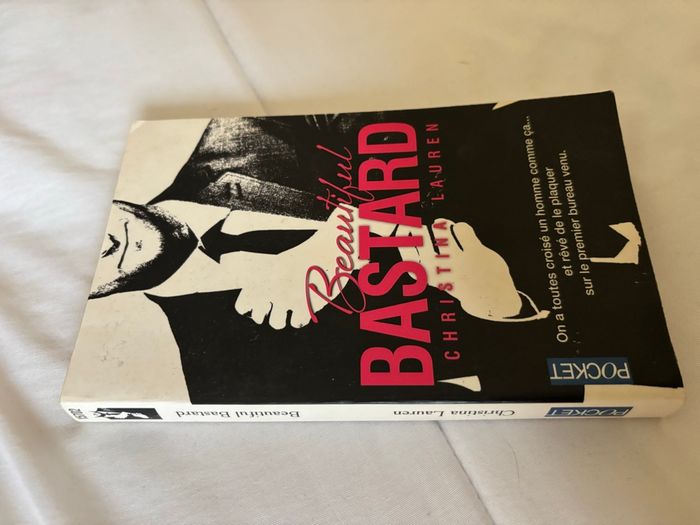 Beautiful
BASTARD
CHRISTINA LAUREN
On a toutes croisé un homme comme ça...
et rêvé de le plaquer
sur le premier bureau venu.
POCKET
POCKET
Christina Lauren
Beautiful Bastard